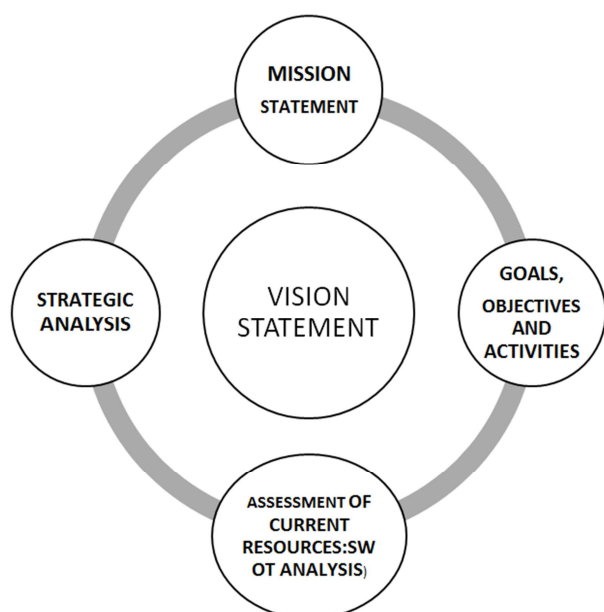 MISSION
STATEMENT
GOALS,
OBJECTIVES
AND
ACTIVITIES
STRATEGIC
ANALYSIS
VISION
STATEMENT
ASSESSMENT OF
CURRENT
RESOURCES:SW
OT ANALYSIS)